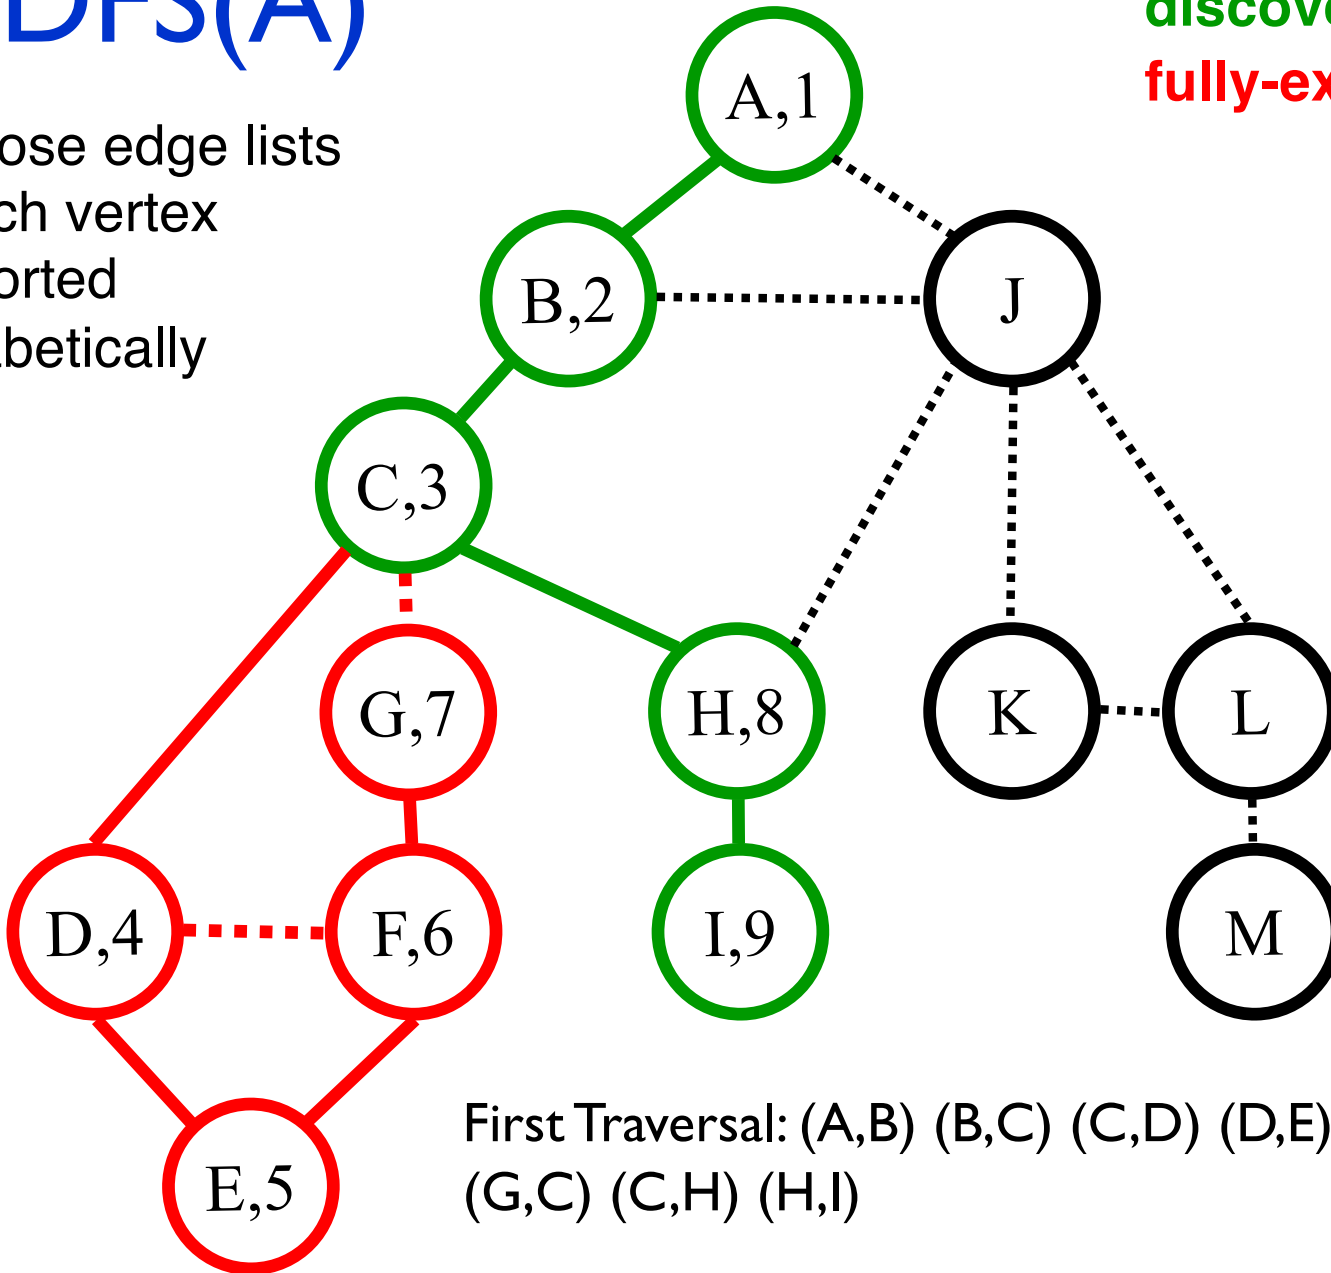 DFS(A)
discove
fully-ex
ose edge lists
ch vertex
orted
abetically
A,1
B,2
J
C,3
G,7
H,8
K
L
D,4
F,6
I,9
M
E,5
First Traversal: (A,B) (B,C) (C,D) (D,E)
(G,C) (C,H) (H,I)